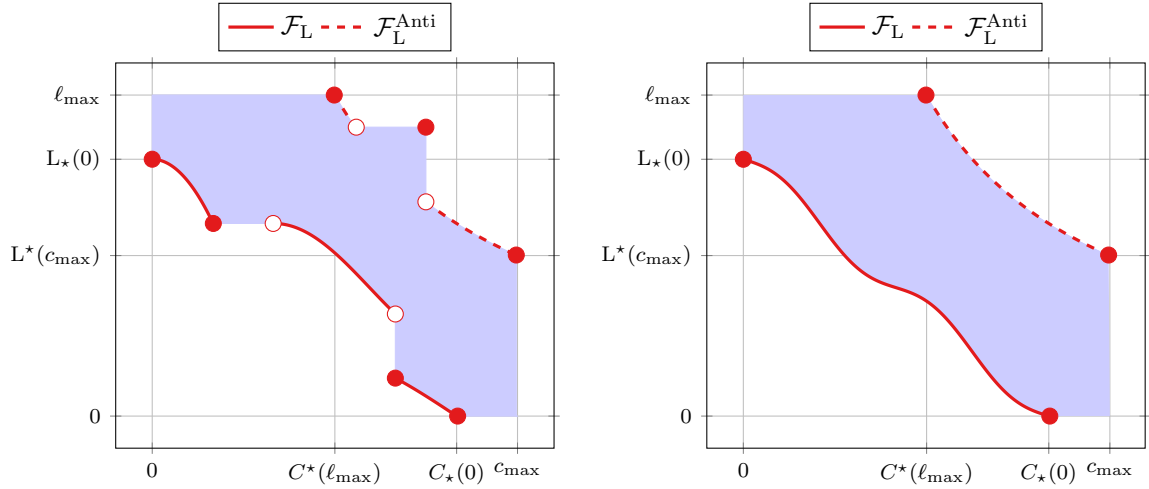 ℱ_L ℱ_L^Anti
ℓ_max
L⋆(0)
L^⋆(c_max)
0
0 C^⋆(ℓ_max) C_⋆(0) c_max
ℱ_L ℱ_L^Anti
ℓ_max
L_⋆(0)
L^⋆(c_max)
0
0 C^⋆(ℓ_max) C_⋆(0) c_max